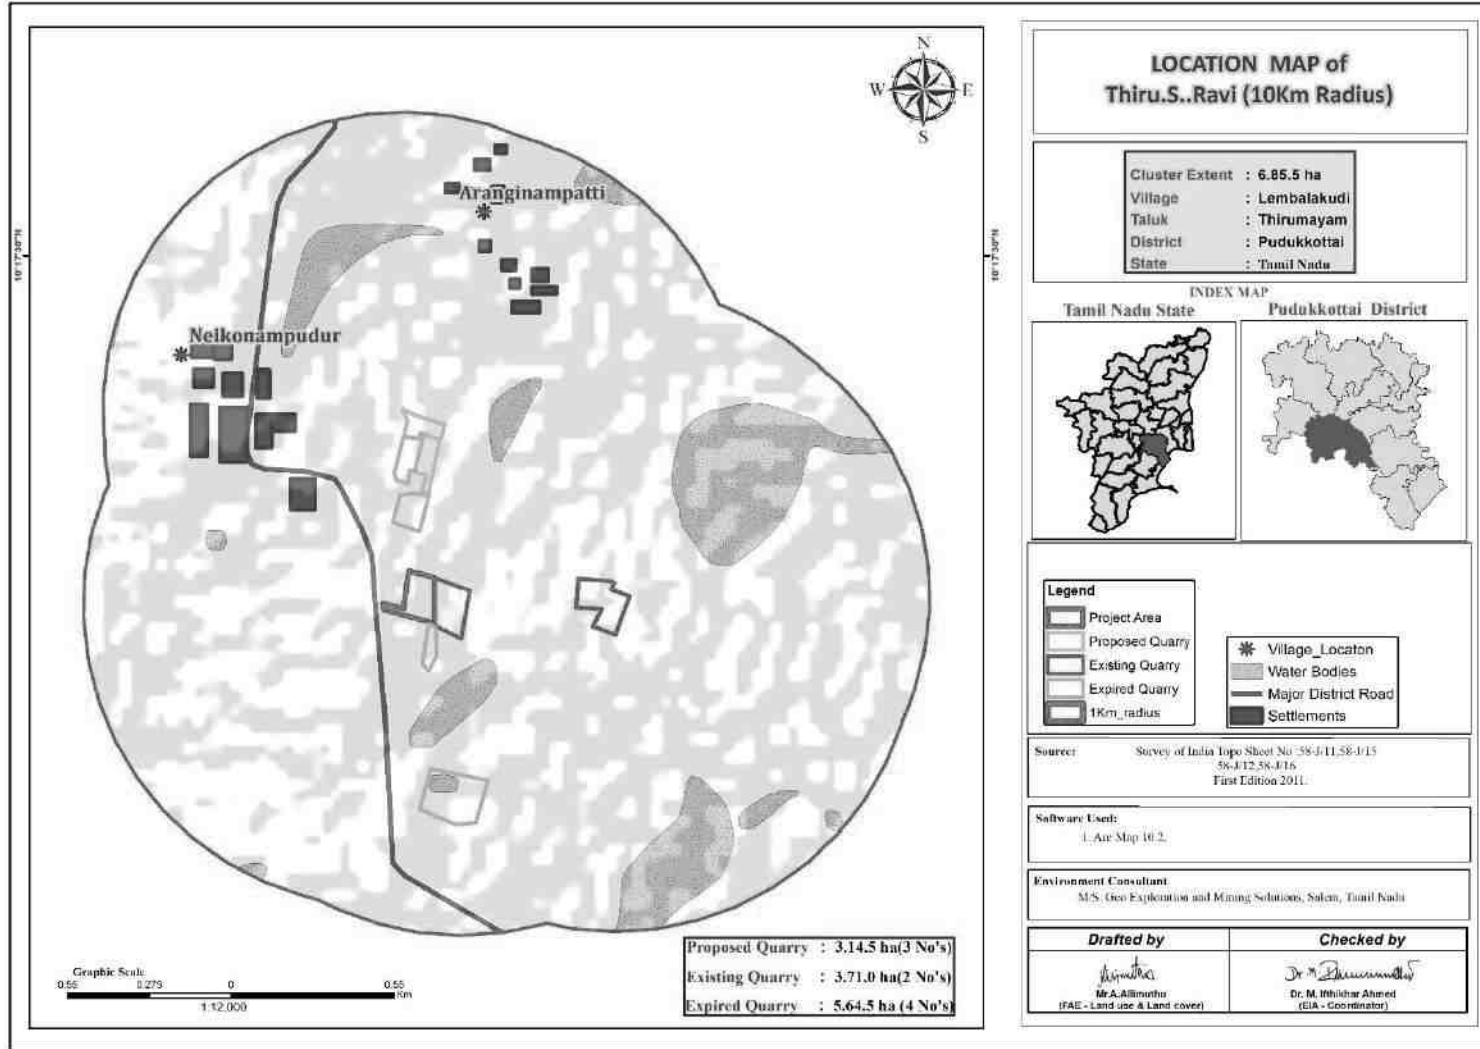 N
W
E
S
10°17'30"N
10°17'30"N
Aranginampatti
Neikonampudur
Graphic Scale
0.55 0.275 0 0.55
Km
1:12,000
Proposed Quarry : 3.14.5 ha(3 No's)
Existing Quarry : 3.71.0 ha(2 No's)
Expired Quarry : 5.64.5 ha (4 No's)
LOCATION MAP of
Thiru.S..Ravi (10Km Radius)
Cluster Extent : 6.85.5 ha
Village : Lembalakudi
Taluk : Thirumayam
District : Pudukkottai
State : Tamil Nadu
INDEX MAP
Tamil Nadu State
Pudukkottai District
Legend
Project Area
Proposed Quarry
Existing Quarry
Expired Quarry
1Km_radius
Village_Locaton
Water Bodies
Major District Road
Settlements
Source: Survey of India Topo Sheet No :58-J/11,58-J/15
58-J/12,58-J/16
First Edition 2011.
Software Used:
1. Arc Map 10.2,
Environment Consultant
M/S. Geo Exploration and Mining Solutions, Salem, Tamil Nadu
Drafted by
Mr.A.Allimuthu
(FAE - Land use & Land cover)
Checked by
Dr. M. Ifthikhar Ahmed
(EIA - Coordinator)